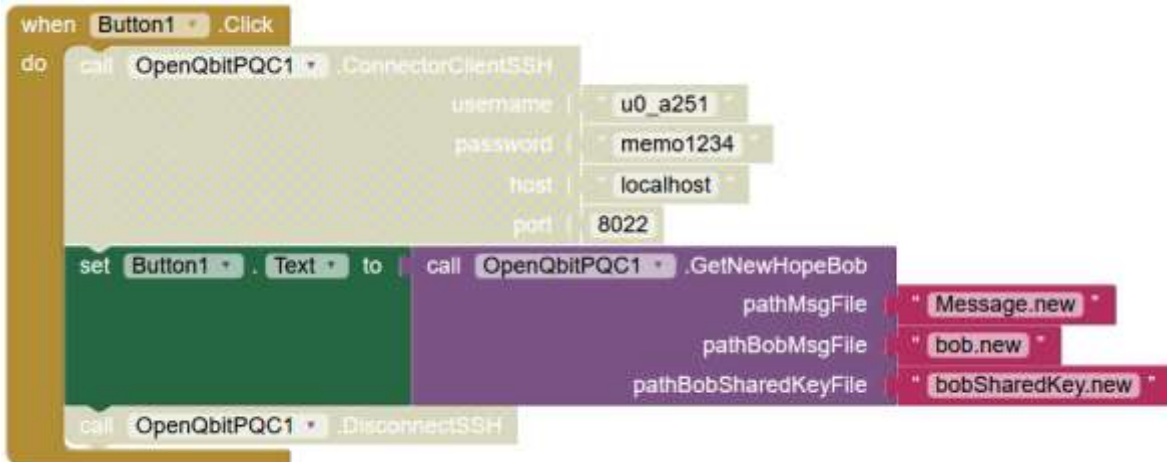 when Button1 .Click
do call OpenQbitPQC1 .ConnectorClientSSH
username " u0_a251 "
password " memo1234 "
host " localhost "
port 8022
set Button1 . Text to call OpenQbitPQC1 .GetNewHopeBob
pathMsgFile " Message.new "
pathBobMsgFile " bob.new "
pathBobSharedKeyFile " bobSharedKey.new "
call OpenQbitPQC1 .DisconnectSSH